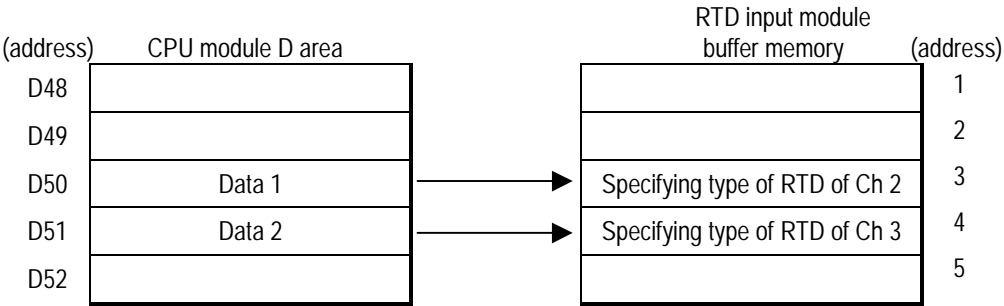 RTD input module
(address) CPU module D area buffer memory (address)
D48 1
D49 2
D50 Data 1 Specifying type of RTD of Ch 2 3
D51 Data 2 Specifying type of RTD of Ch 3 4
D52 5